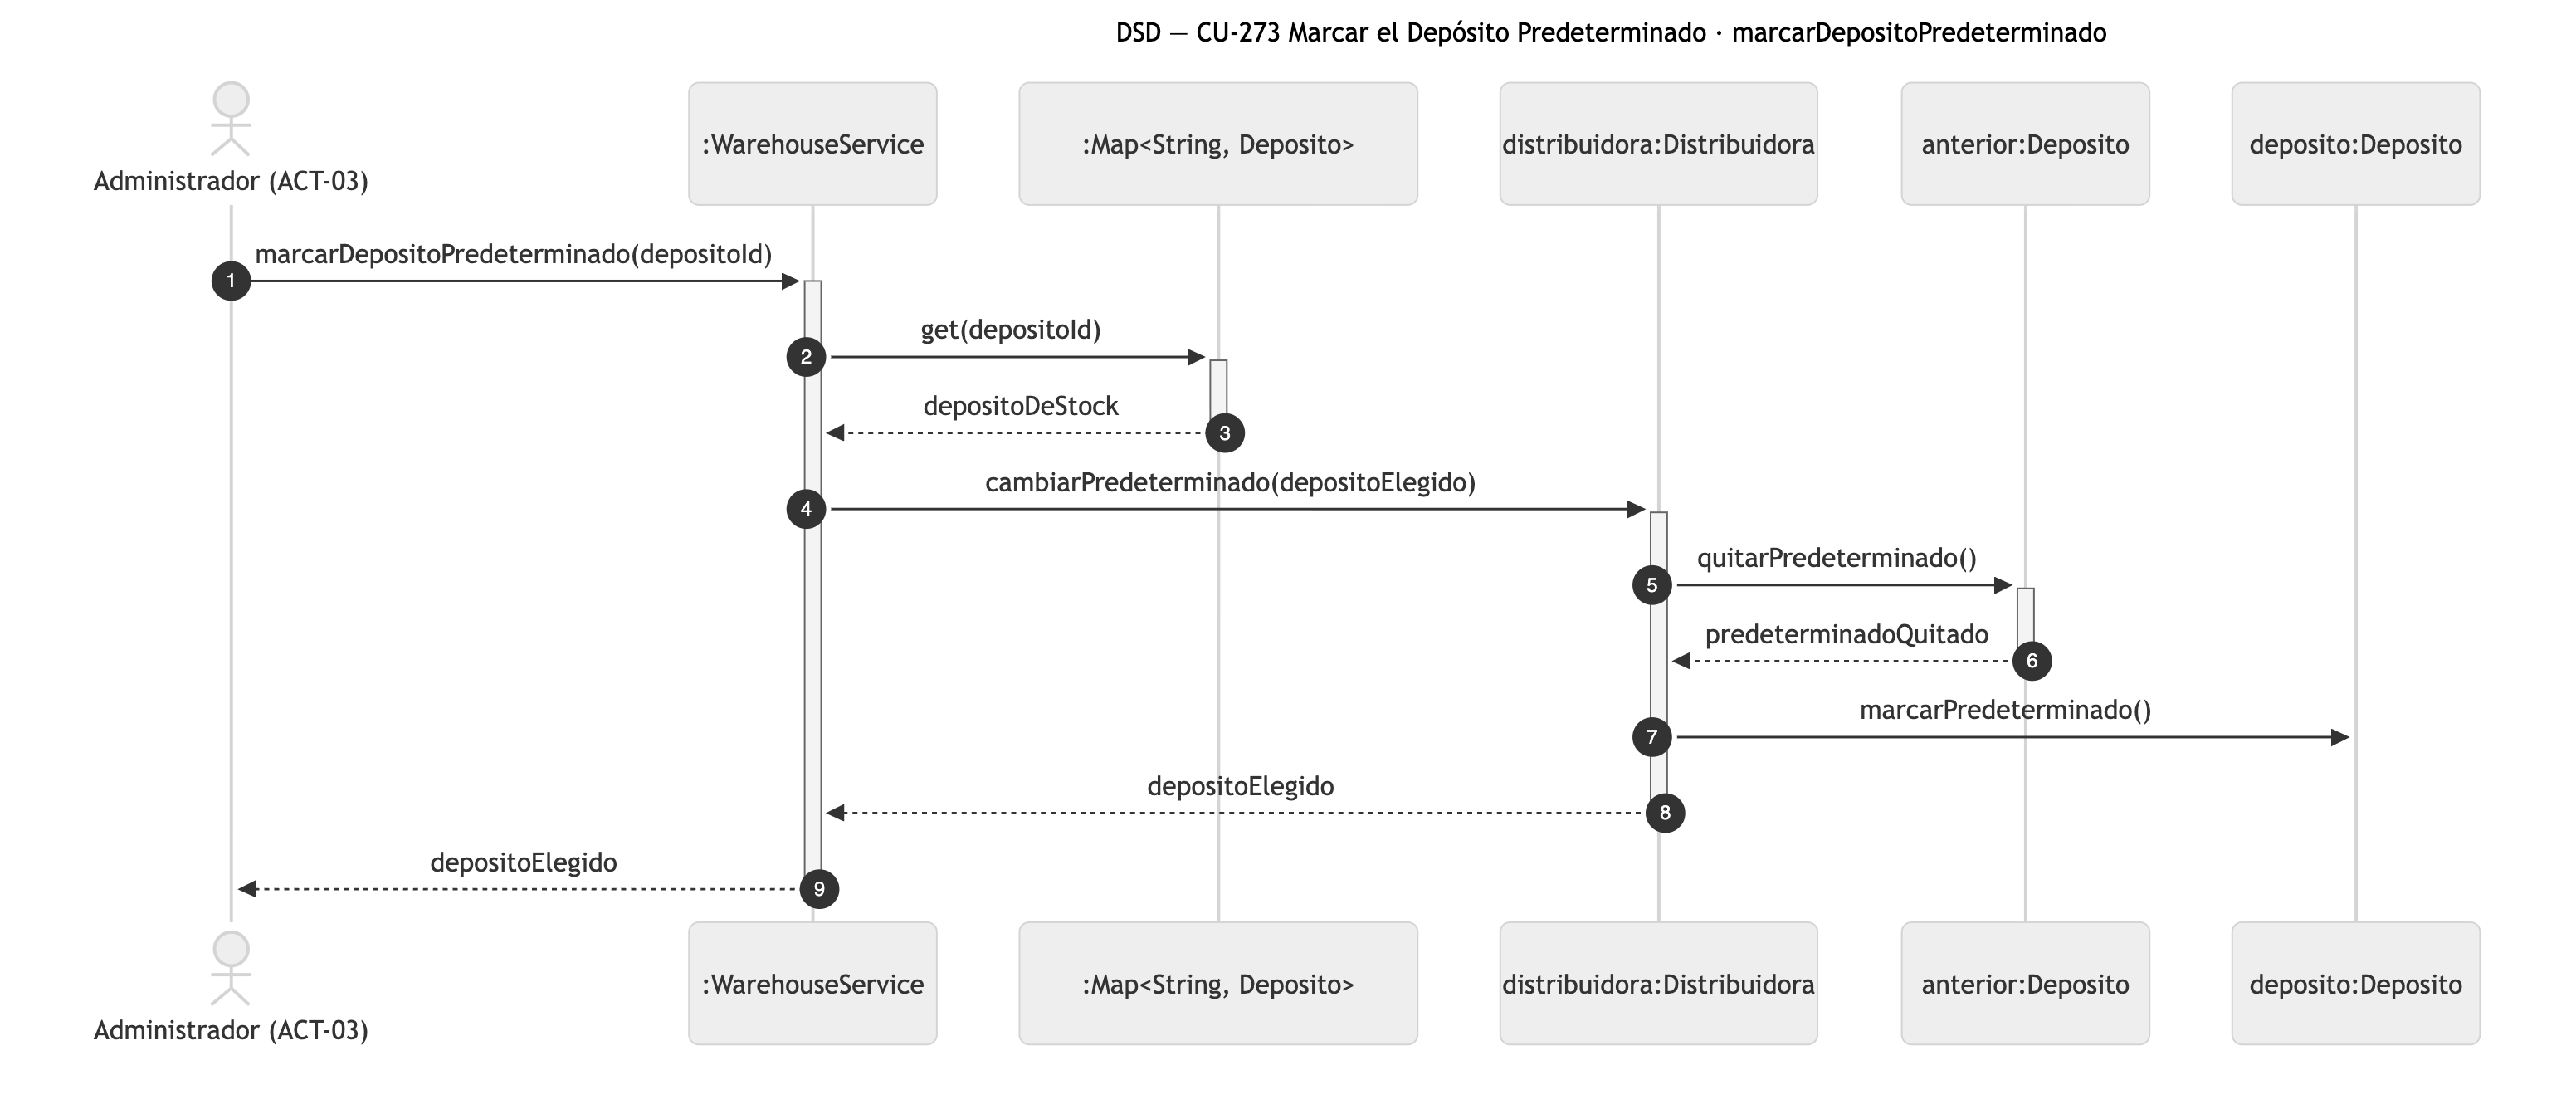 DSD — CU-273 Marcar el Depósito Predeterminado · marcarDepositoPredeterminado
Administrador (ACT-03)
:WarehouseService
:Map<String, Deposito>
distribuidora:Distribuidora
anterior:Deposito
deposito:Deposito
marcarDepositoPredeterminado(depositoId)
1
get(depositoId)
2
depositoDeStock
3
cambiarPredeterminado(depositoElegido)
4
quitarPredeterminado()
5
predeterminadoQuitado
6
marcarPredeterminado()
7
depositoElegido
8
depositoElegido
9
Administrador (ACT-03)
:WarehouseService
:Map<String, Deposito>
distribuidora:Distribuidora
anterior:Deposito
deposito:Deposito